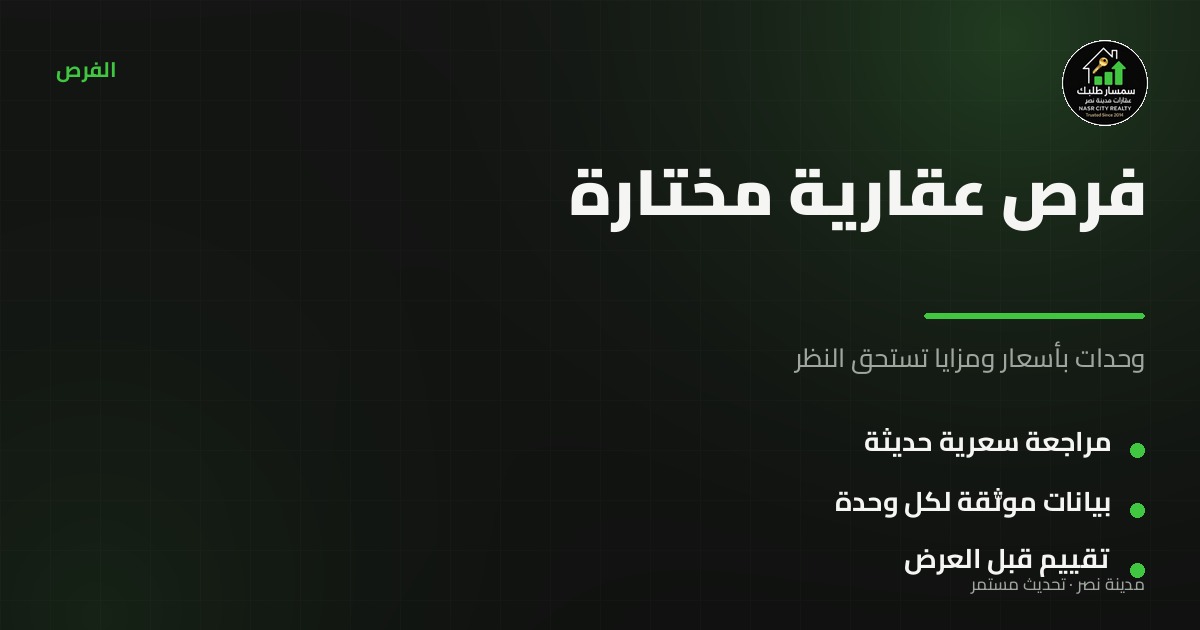 الفرص
سمسار طلبك
عقارات مدينة نصر
NASR CITY REALTY
Trusted Since 2014
فرص عقارية مختارة
وحدات بأسعار ومزايا تستحق النظر
مراجعة سعرية حديثة
بيانات موثقة لكل وحدة
تقييم قبل العرض
مدينة نصر · تحديث مستمر